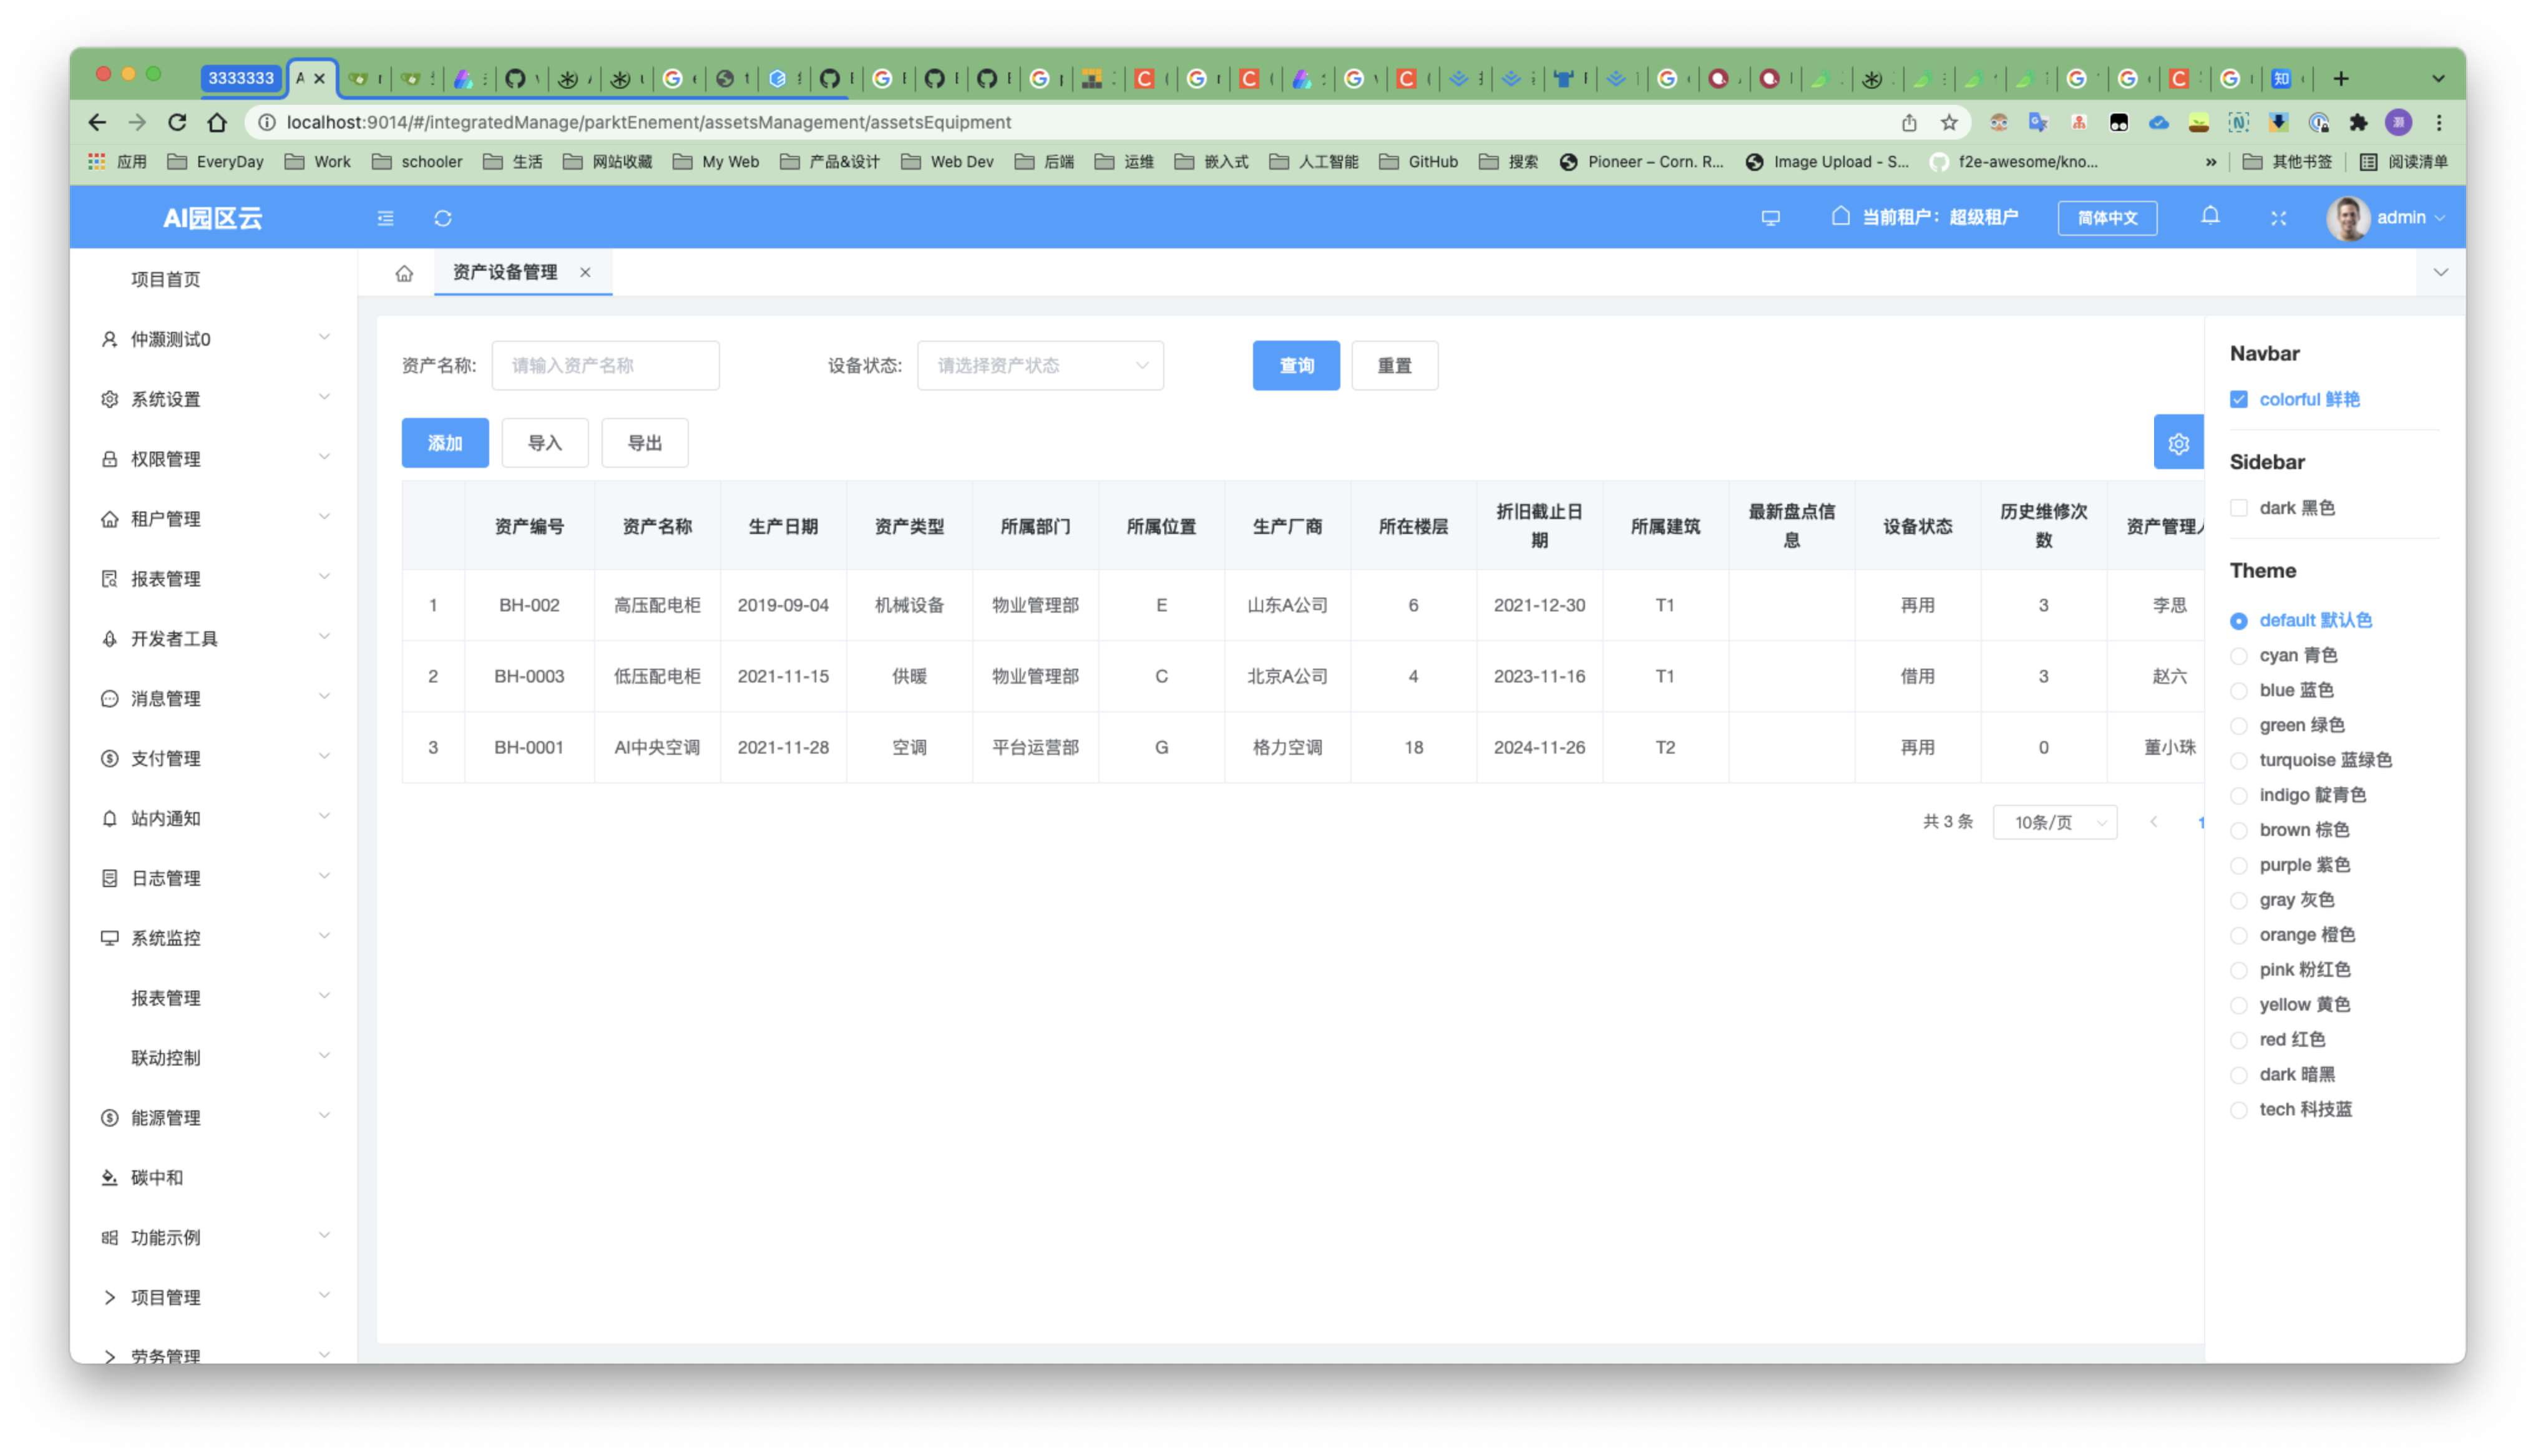 3333333
localhost:9014/#/integratedManage/parktEnement/assetsManagement/assetsEquipment
应用 EveryDay Work schooler 生活 网站收藏 My Web 产品&设计 Web Dev 后端 运维 嵌入式 人工智能 GitHub 搜索 Pioneer – Corn. R... Image Upload - S... f2e-awesome/kno... » 其他书签 阅读清单
AI园区云 当前租户：超级租户 简体中文 admin
项目首页
仲灏测试0
系统设置
权限管理
租户管理
报表管理
开发者工具
消息管理
支付管理
站内通知
日志管理
系统监控
报表管理
联动控制
能源管理
碳中和
功能示例
项目管理
劳务管理
资产设备管理
资产名称: 请输入资产名称 设备状态: 请选择资产状态 查询 重置
添加 导入 导出
资产编号 资产名称 生产日期 资产类型 所属部门 所属位置 生产厂商 所在楼层 折旧截止日期 所属建筑 最新盘点信息 设备状态 历史维修次数 资产管理人
1 BH-002 高压配电柜 2019-09-04 机械设备 物业管理部 E 山东A公司 6 2021-12-30 T1 再用 3 李思
2 BH-0003 低压配电柜 2021-11-15 供暖 物业管理部 C 北京A公司 4 2023-11-16 T1 借用 3 赵六
3 BH-0001 AI中央空调 2021-11-28 空调 平台运营部 G 格力空调 18 2024-11-26 T2 再用 0 董小珠
共 3 条 10条/页 1
Navbar
colorful 鲜艳
Sidebar
dark 黑色
Theme
default 默认色
cyan 青色
blue 蓝色
green 绿色
turquoise 蓝绿色
indigo 靛青色
brown 棕色
purple 紫色
gray 灰色
orange 橙色
pink 粉红色
yellow 黄色
red 红色
dark 暗黑
tech 科技蓝